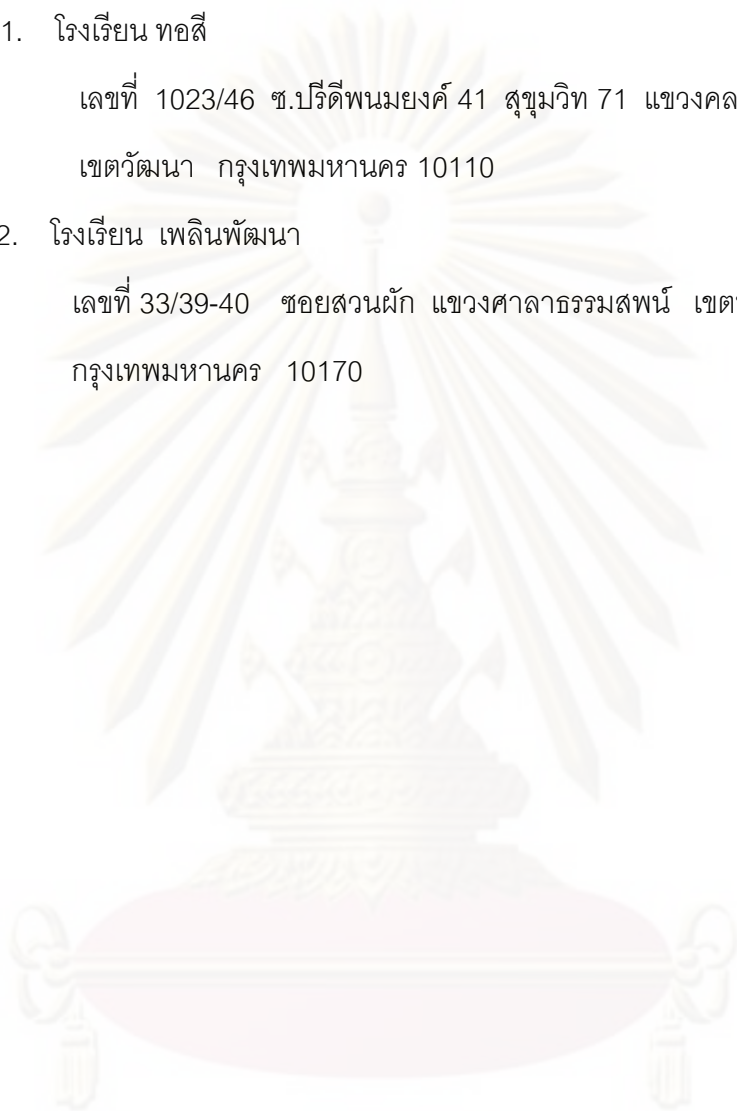 1. โรงเรียน ทอสี
เลขที่ 1023/46 ซ.ปรีดีพนมยงค์ 41 สุขุมวิท 71 แขวงคล
เขตวัฒนา กรุงเทพมหานคร 10110
2. โรงเรียน เพลินพัฒนา
เลขที่ 33/39-40 ซอยสวนผัก แขวงศาลาธรรมสพน์ เขต
กรุงเทพมหานคร 10170